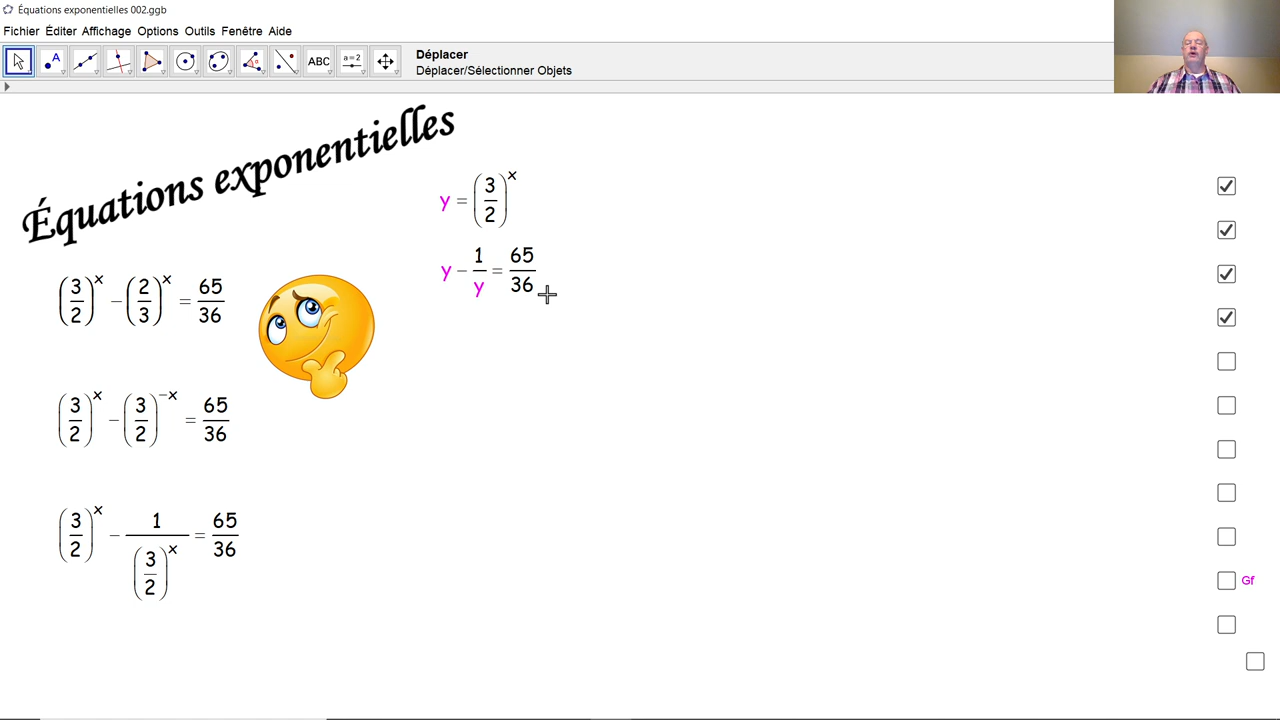 Équations exponentielles 002.ggb
Fichier Éditer Affichage Options Outils Fenêtre Aide
A ABC a=2
Déplacer
Déplacer/Sélectionner Objets
Équations exponentielles
(3/2)^x − (2/3)^x = 65/36
(3/2)^x − (3/2)^−x = 65/36
(3/2)^x − 1/(3/2)^x = 65/36
y = (3/2)^x
y − 1/y = 65/36
Gf